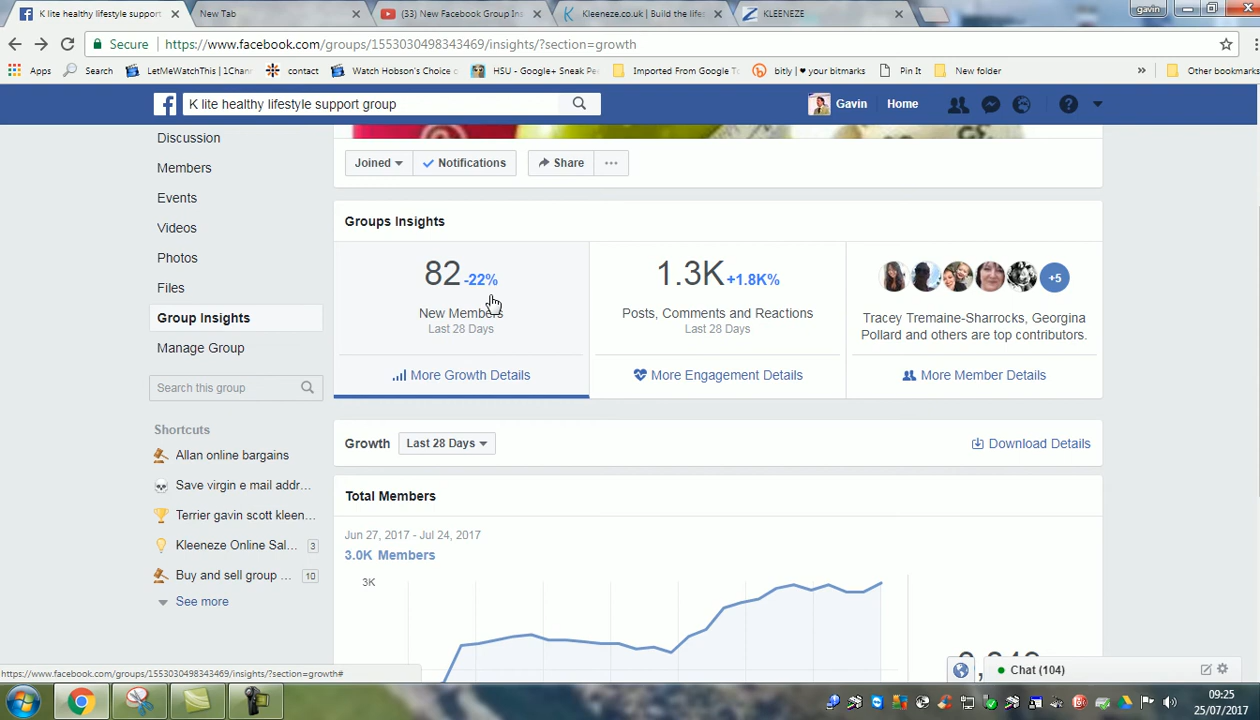 K lite healthy lifestyle support
New Tab
(33) New Facebook Group Ins
Kleeneze.co.uk | Build the lifes
KLEENEZE
gavin
Secure
https://www.facebook.com/groups/1553030498343469/insights/?section=growth
Apps
Search
LetMeWatchThis | 1Chann
contact
Watch Hobson's Choice o
HSU - Google+ Sneak Pe
Imported From Google T
bitly | ♥ your bitmarks
Pin It
New folder
»
Other bookmarks
K lite healthy lifestyle support group
Gavin
Home
Discussion
Members
Events
Videos
Photos
Files
Group Insights
Manage Group
Search this group
Shortcuts
Allan online bargains
Save virgin e mail addr...
Terrier gavin scott kleen...
Kleeneze Online Sal... 3
Buy and sell group ... 10
See more
Joined
Notifications
Share
...
Groups Insights
82 -22%
New Members
Last 28 Days
More Growth Details
1.3K +1.8K%
Posts, Comments and Reactions
Last 28 Days
More Engagement Details
+5
Tracey Tremaine-Sharrocks, Georgina
Pollard and others are top contributors.
More Member Details
Growth
Last 28 Days
Download Details
Total Members
Jun 27, 2017 - Jul 24, 2017
3.0K Members
3K
Chat (104)
https://www.facebook.com/groups/1553030498343469/insights/?section=growth#
09:25
25/07/2017